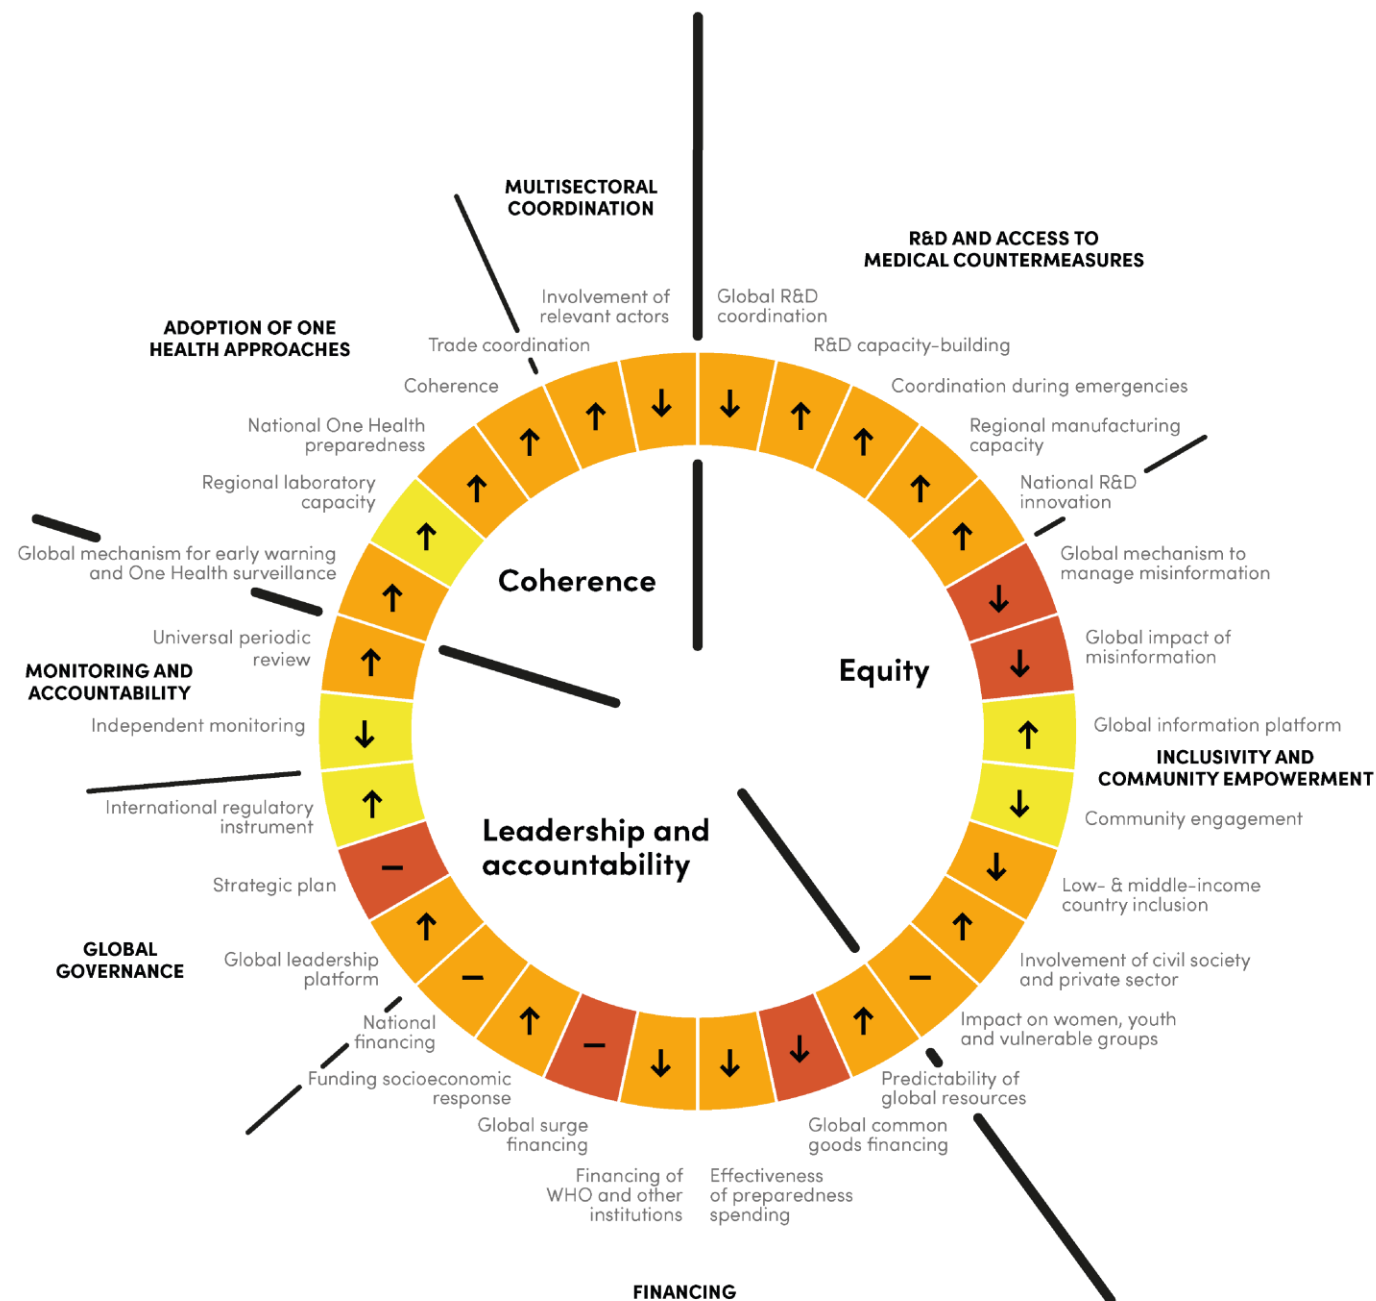 MULTISECTORAL
COORDINATION
R&D AND ACCESS TO
MEDICAL COUNTERMEASURES
Involvement of
relevant actors
Global R&D
coordination
ADOPTION OF ONE
HEALTH APPROACHES
Trade coordination
R&D capacity-building
Coherence
Coordination during emergencies
National One Health
preparedness
Regional manufacturing
capacity
Regional laboratory
capacity
National R&D
innovation
Global mechanism for early warning
and One Health surveillance
Global mechanism to
manage misinformation
Coherence
Universal periodic
review
Global impact of
misinformation
MONITORING AND
ACCOUNTABILITY
Equity
Independent monitoring
Global information platform
INCLUSIVITY AND
COMMUNITY EMPOWERMENT
International regulatory
instrument
Community engagement
Leadership and
accountability
Strategic plan
Low- & middle-income
country inclusion
GLOBAL
GOVERNANCE
Global leadership
platform
Involvement of civil society
and private sector
National
financing
Impact on women, youth
and vulnerable groups
Funding socioeconomic
response
Predictability of
global resources
Global surge
financing
Global common
goods financing
Financing of
WHO and other
institutions
Effectiveness
of preparedness
spending
FINANCING